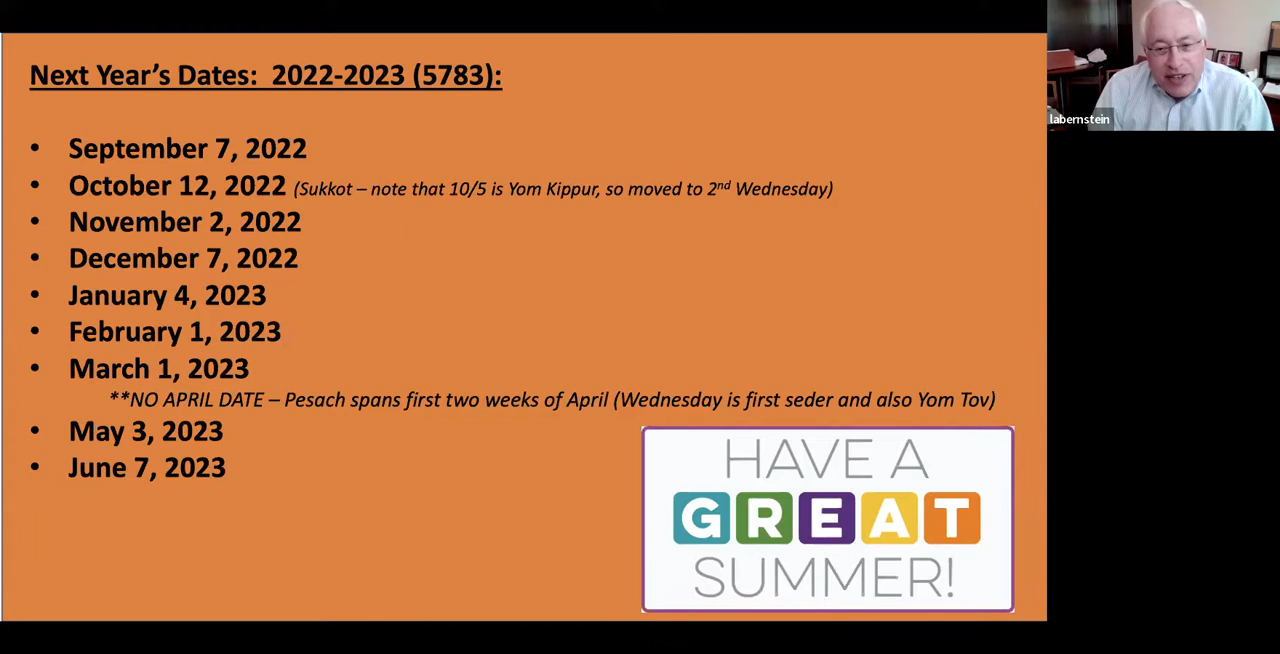 Next Year's Dates: 2022-2023 (5783):
• September 7, 2022
• October 12, 2022 (Sukkot – note that 10/5 is Yom Kippur, so moved to 2nd Wednesday)
• November 2, 2022
• December 7, 2022
• January 4, 2023
• February 1, 2023
• March 1, 2023
**NO APRIL DATE – Pesach spans first two weeks of April (Wednesday is first seder and also Yom Tov)
• May 3, 2023
• June 7, 2023
HAVE A
GREAT
SUMMER!
labernstein